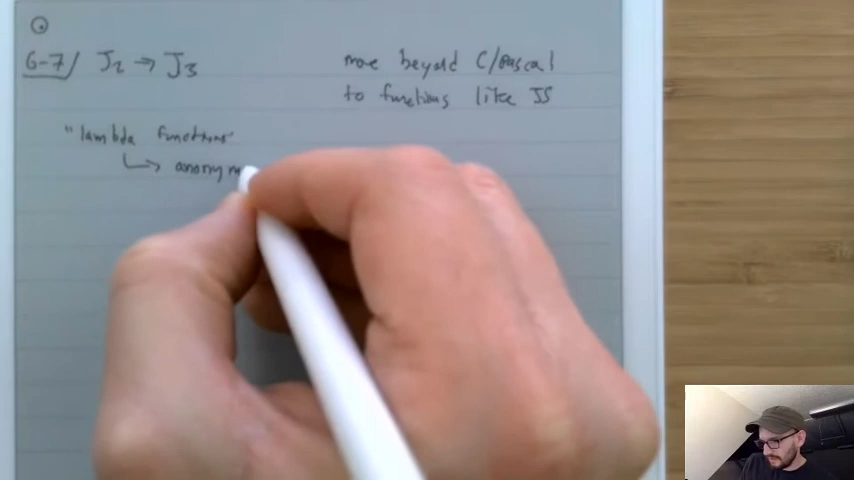 6-7/ J2 → J3
move beyond C/Pascal
to functions like JS
"lambda functions"
↳ anonym